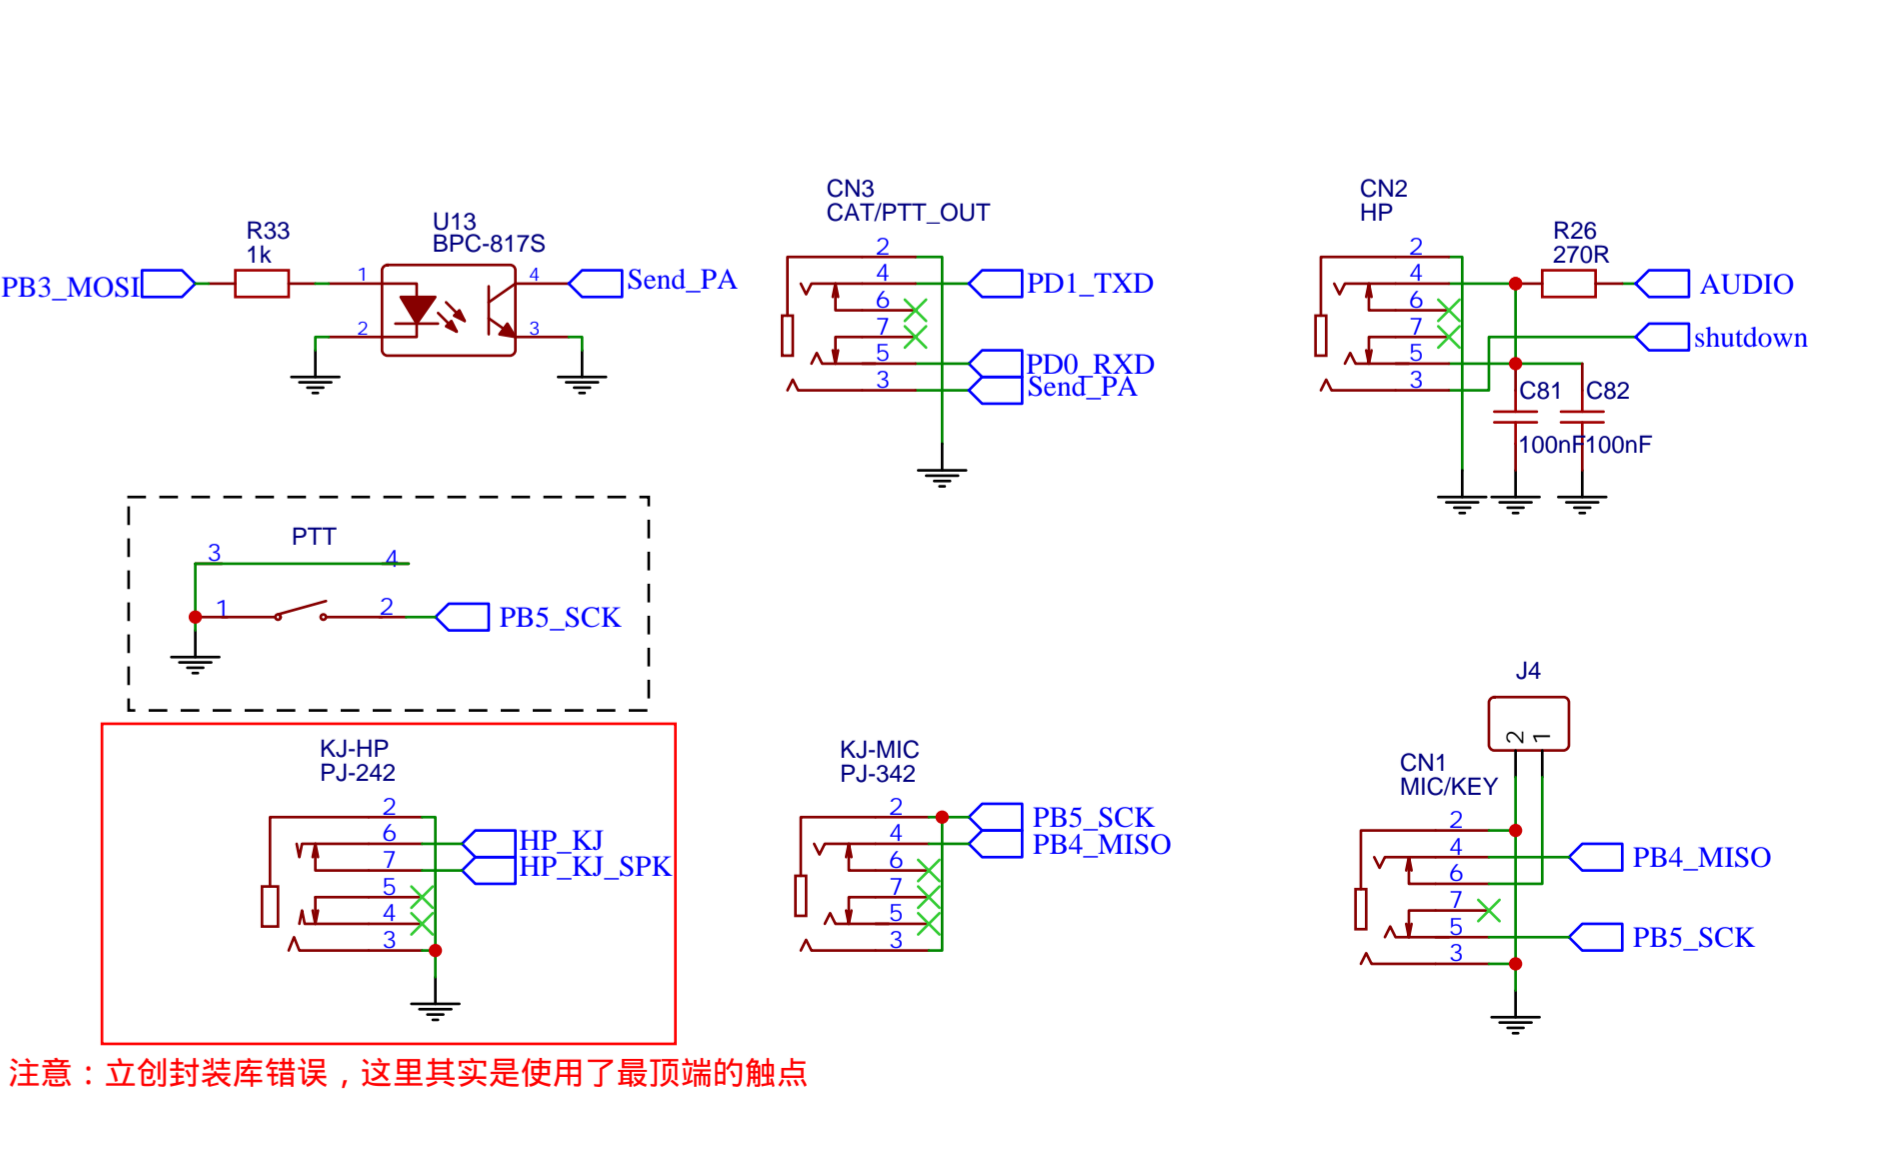 R33
1k
PB3_MOSI
U13
BPC-817S
1
2
4
3
Send_PA
CN3
CAT/PTT_OUT
2
4
6
7
5
3
PD1_TXD
PD0_RXD
Send_PA
CN2
HP
2
4
6
7
5
3
R26
270R
AUDIO
shutdown
C81
C82
100nF
100nF
PTT
3
4
1
2
PB5_SCK
KJ-HP
PJ-242
2
6
7
5
4
3
HP_KJ
HP_KJ_SPK
KJ-MIC
PJ-342
2
4
6
7
5
3
PB5_SCK
PB4_MISO
J4
2
1
CN1
MIC/KEY
2
4
6
7
5
3
PB4_MISO
PB5_SCK
注意：立创封装库错误，这里其实是使用了最顶端的触点